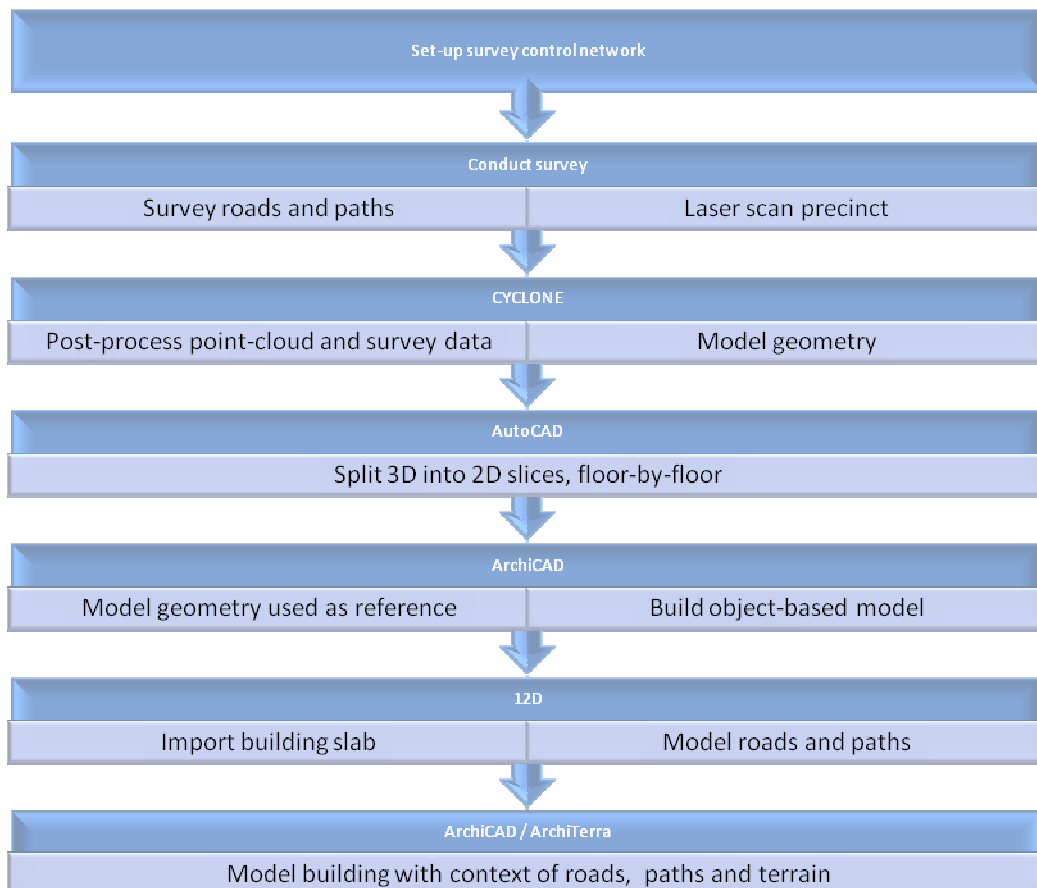 Set-up survey control network
Conduct survey
Survey roads and paths
Laser scan precinct
CYCLONE
Post-process point-cloud and survey data
Model geometry
AutoCAD
Split 3D into 2D slices, floor-by-floor
ArchiCAD
Model geometry used as reference
Build object-based model
12D
Import building slab
Model roads and paths
ArchiCAD / ArchiTerra
Model building with context of roads, paths and terrain